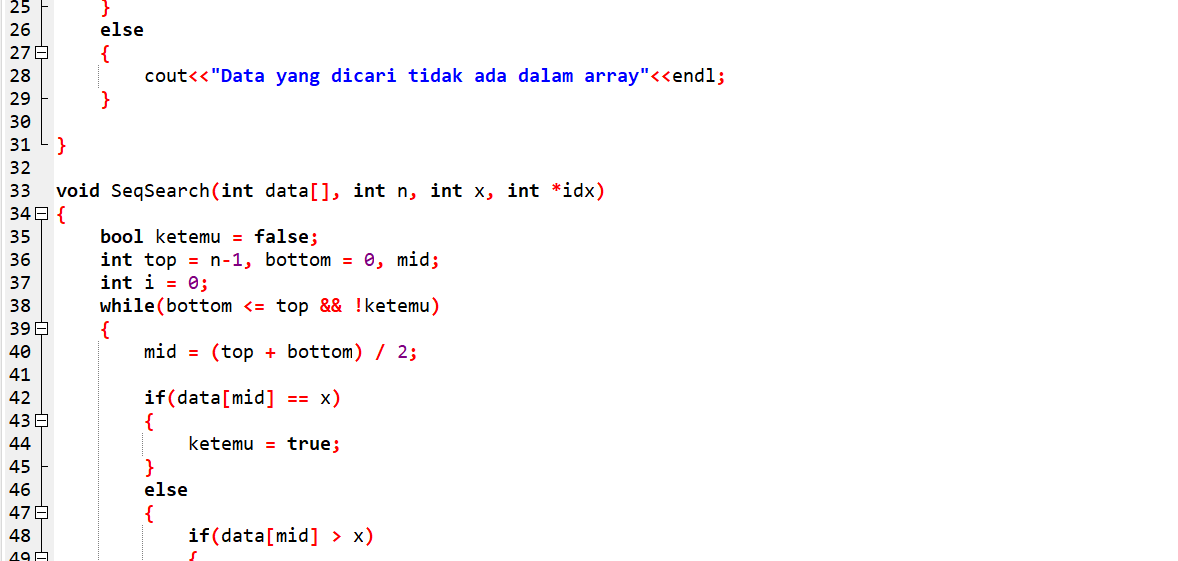 25 }
26 else
27 {
28 cout<<"Data yang dicari tidak ada dalam array"<<endl;
29 }
30
31 }
32
33 void SeqSearch(int data[], int n, int x, int *idx)
34 {
35 bool ketemu = false;
36 int top = n-1, bottom = 0, mid;
37 int i = 0;
38 while(bottom <= top && !ketemu)
39 {
40 mid = (top + bottom) / 2;
41
42 if(data[mid] == x)
43 {
44 ketemu = true;
45 }
46 else
47 {
48 if(data[mid] > x)
49 {